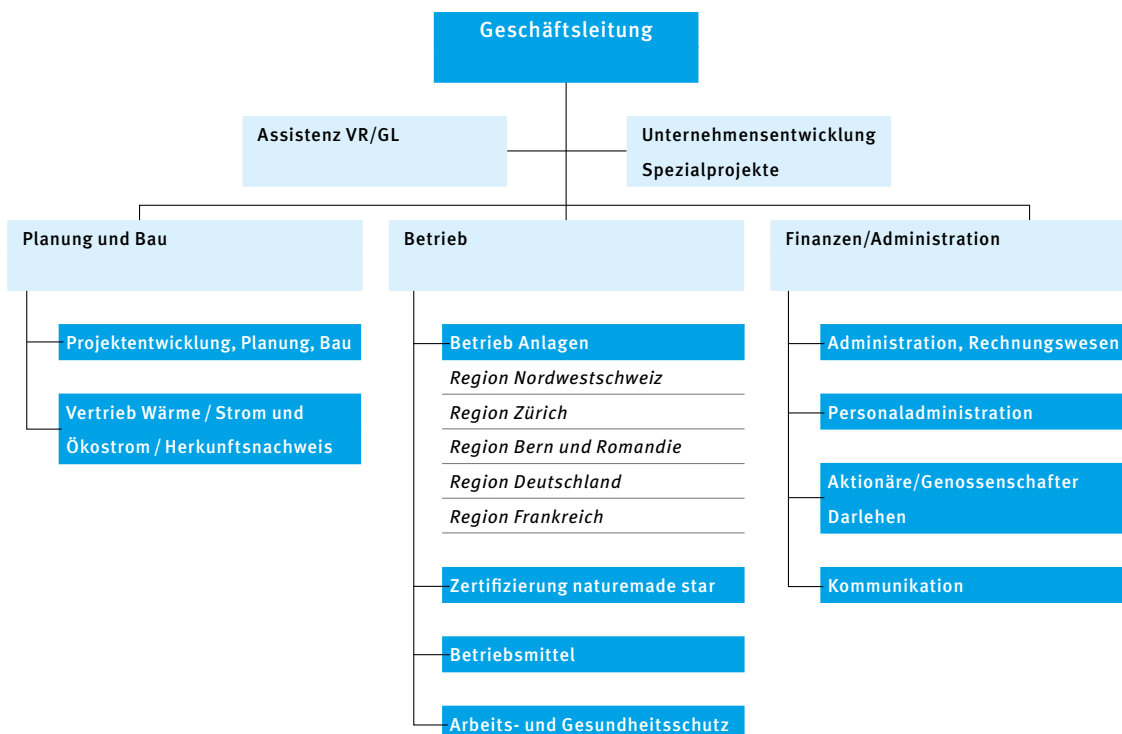 Geschäftsleitung
Assistenz VR/GL
Unternehmensentwicklung
Spezialprojekte
Planung und Bau
Projektentwicklung, Planung, Bau
Vertrieb Wärme / Strom und
Ökostrom / Herkunftsnachweis
Betrieb
Betrieb Anlagen
Region Nordwestschweiz
Region Zürich
Region Bern und Romandie
Region Deutschland
Region Frankreich
Zertifizierung naturemade star
Betriebsmittel
Arbeits- und Gesundheitsschutz
Finanzen/Administration
Administration, Rechnungswesen
Personaladministration
Aktionäre/Genossenschafter
Darlehen
Kommunikation